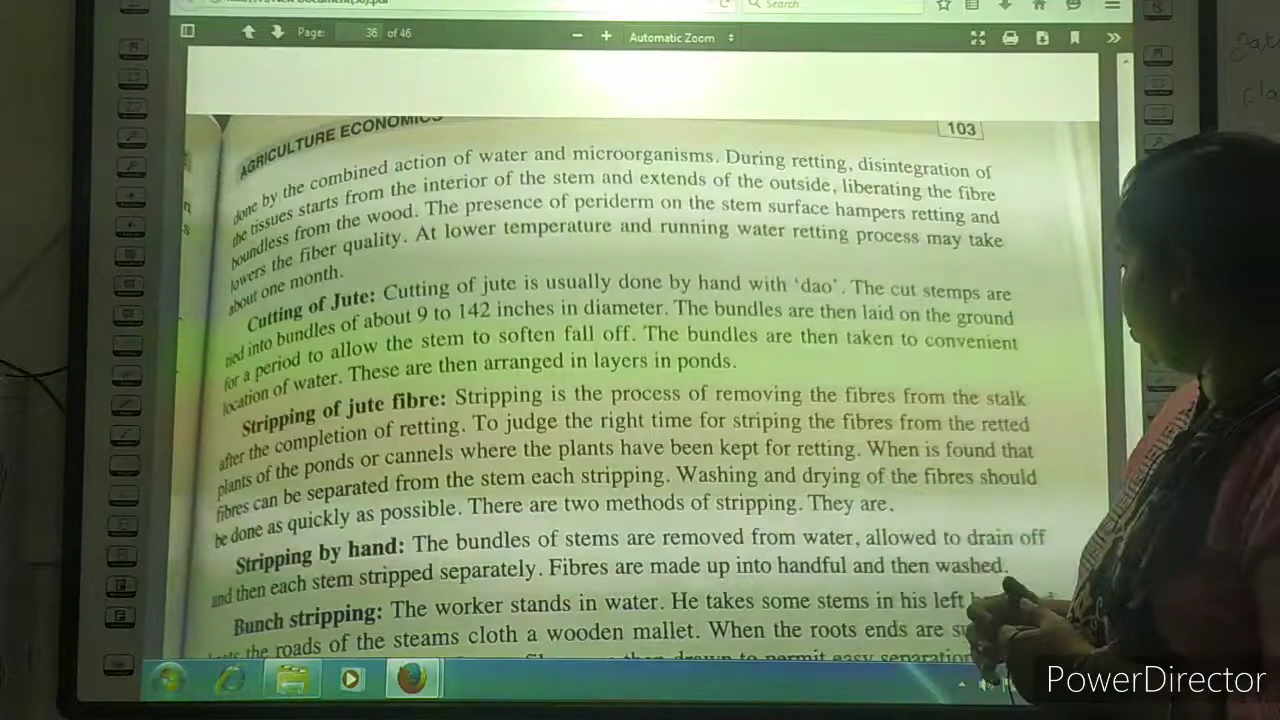 Search
Page: 36 of 46
Automatic Zoom
AGRICULTURE ECONOMICS
103
done by the combined action of water and microorganisms. During retting, disintegration of
the tissues starts from the interior of the stem and extends of the outside, liberating the fibre
boundless from the wood. The presence of periderm on the stem surface hampers retting and
lowers the fiber quality. At lower temperature and running water retting process may take
about one month.
Cutting of Jute: Cutting of jute is usually done by hand with ‘dao’. The cut stemps are
tied into bundles of about 9 to 142 inches in diameter. The bundles are then laid on the ground
for a period to allow the stem to soften fall off. The bundles are then taken to convenient
location of water. These are then arranged in layers in ponds.
Stripping of jute fibre: Stripping is the process of removing the fibres from the stalk
after the completion of retting. To judge the right time for striping the fibres from the retted
plants of the ponds or cannels where the plants have been kept for retting. When is found that
fibres can be separated from the stem each stripping. Washing and drying of the fibres should
be done as quickly as possible. There are two methods of stripping. They are.
Stripping by hand: The bundles of stems are removed from water, allowed to drain off
and then each stem stripped separately. Fibres are made up into handful and then washed.
Bunch stripping: The worker stands in water. He takes some stems in his left
the roads of the steams cloth a wooden mallet. When the roots ends are
then drawn to permit easy separation
PowerDirector